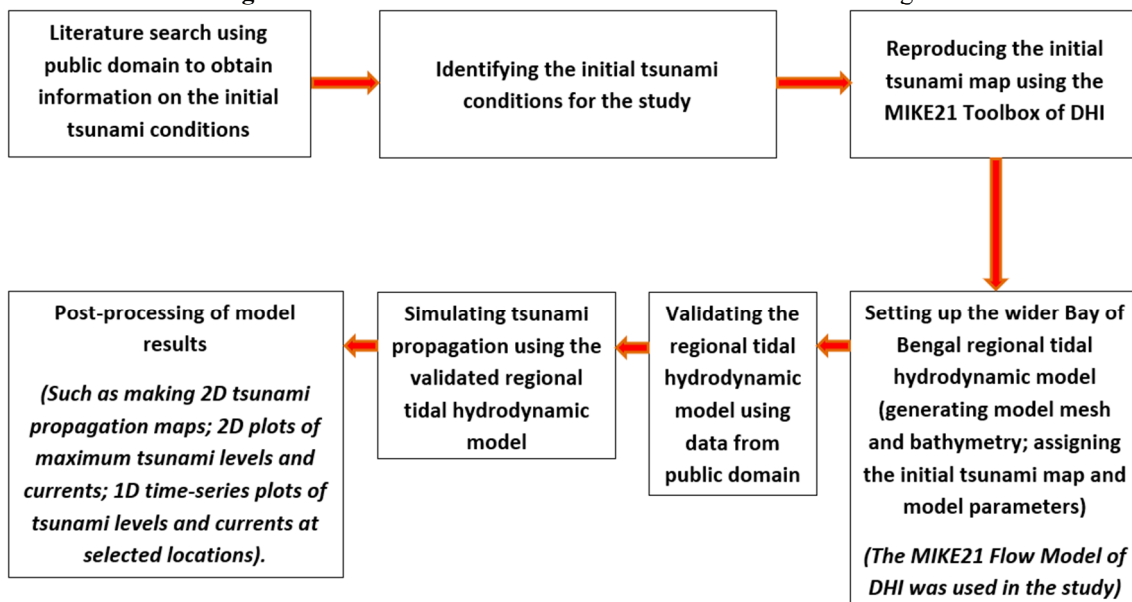 Literature search using
public domain to obtain
information on the initial
tsunami conditions
Identifying the initial tsunami
conditions for the study
Reproducing the initial
tsunami map using the
MIKE21 Toolbox of DHI
Setting up the wider Bay of
Bengal regional tidal
hydrodynamic model
(generating model mesh
and bathymetry; assigning
the initial tsunami map and
model parameters)
(The MIKE21 Flow Model of
DHI was used in the study)
Validating the
regional tidal
hydrodynamic
model using
data from
public domain
Simulating tsunami
propagation using the
validated regional
tidal hydrodynamic
model
Post-processing of model
results
(Such as making 2D tsunami
propagation maps; 2D plots of
maximum tsunami levels and
currents; 1D time-series plots of
tsunami levels and currents at
selected locations).